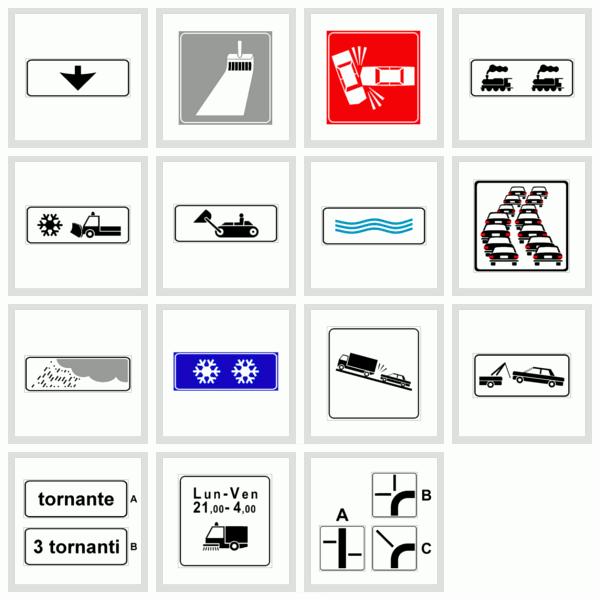 tornante A
3 tornanti B
Lun-Ven
21,00-4,00
A
B
C